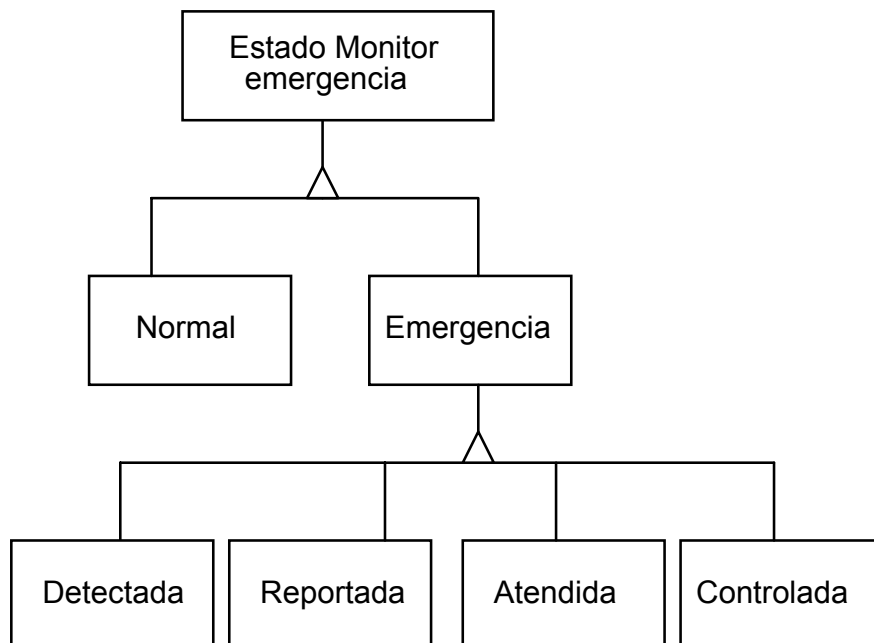 Estado Monitor
emergencia
Normal
Emergencia
Detectada
Reportada
Atendida
Controlada